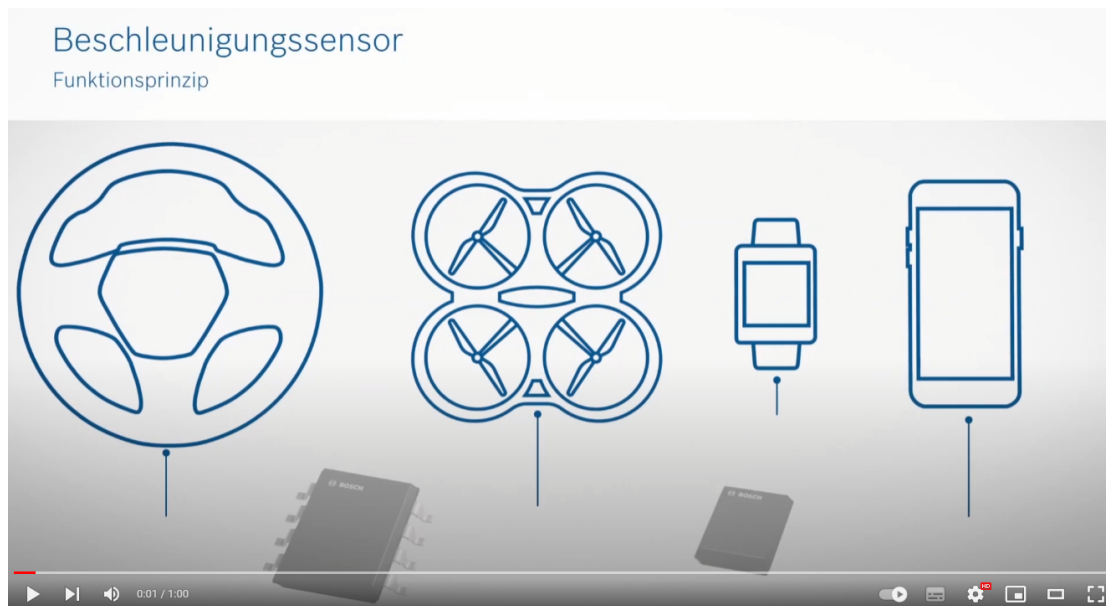 Beschleunigungssensor
Funktionsprinzip
BOSCH
BOSCH
0:01 / 1:00
HD